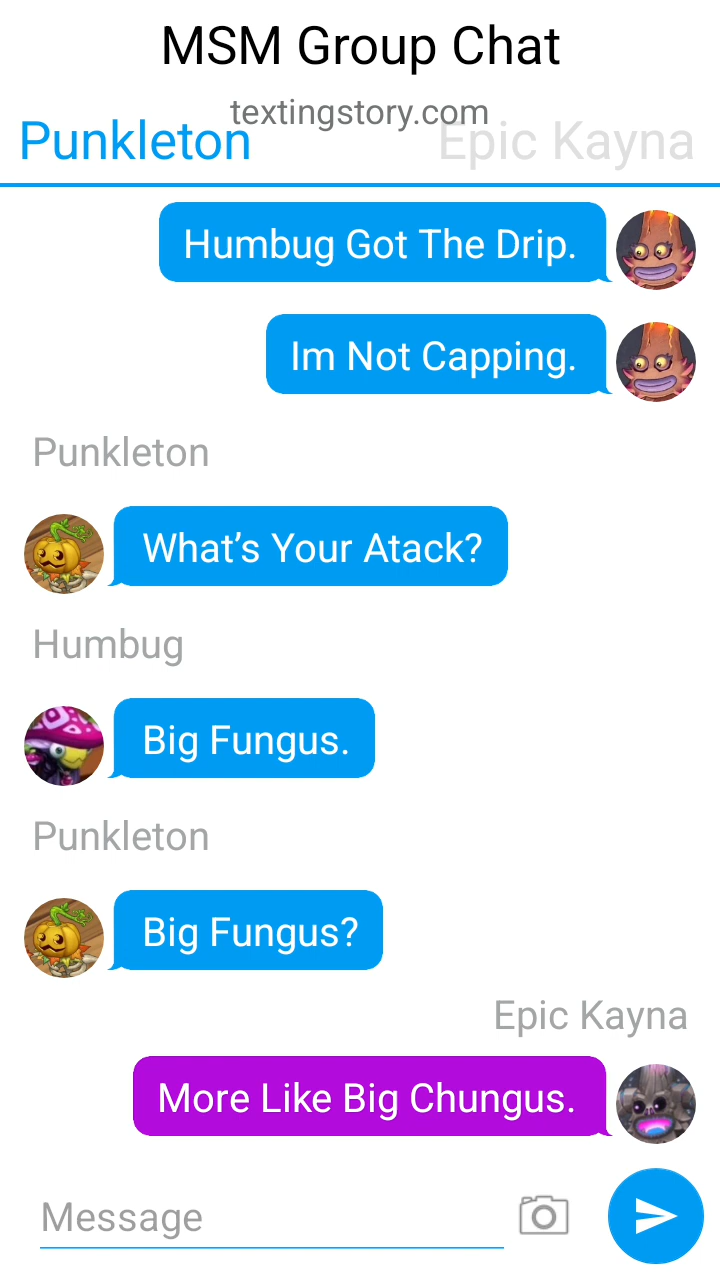 MSM Group Chat
textingstory.com
Punkleton
Epic Kayna
Humbug Got The Drip.
Im Not Capping.
Punkleton
What's Your Atack?
Humbug
Big Fungus.
Punkleton
Big Fungus?
Epic Kayna
More Like Big Chungus.
Message